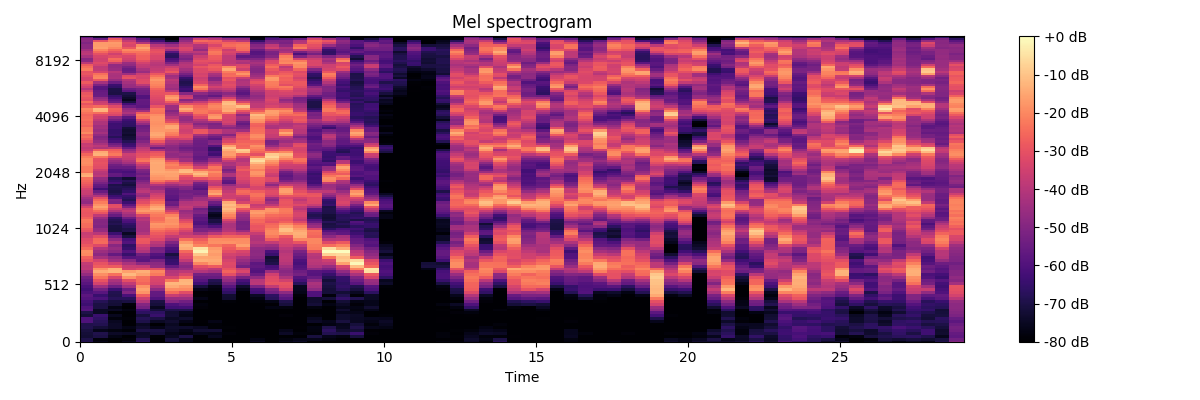 Mel spectrogram
Hz
8192
4096
2048
1024
512
0
0 5 10 15 20 25
Time
+0 dB
-10 dB
-20 dB
-30 dB
-40 dB
-50 dB
-60 dB
-70 dB
-80 dB